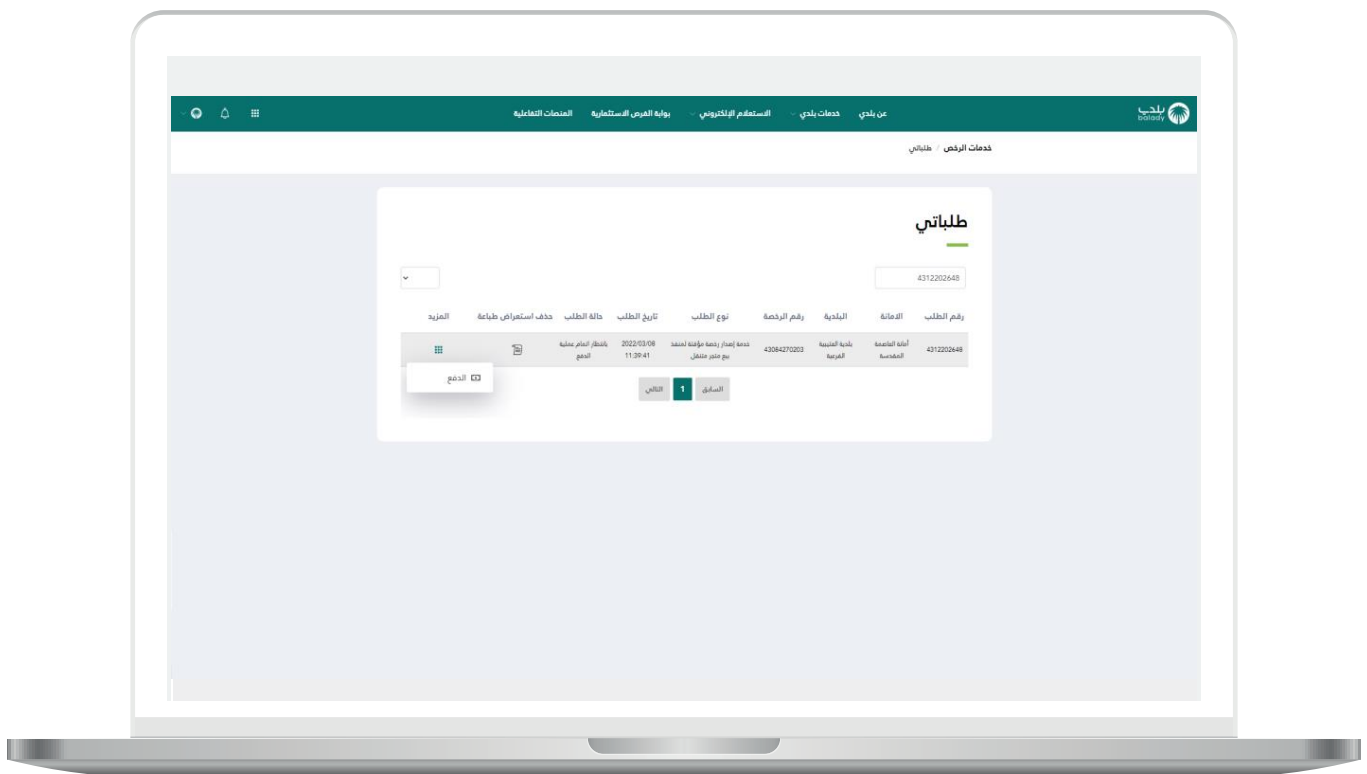 بلدي
balady
عن بلدي خدمات بلدي الاستعلام الإلكتروني بوابة الفرص الاستثمارية المنصات التفاعلية
خدمات الرخص / طلباتي
طلباتي
4312202648
رقم الطلب الامانة البلدية رقم الرخصة نوع الطلب تاريخ الطلب حالة الطلب حذف استعراض طباعة المزيد
4312202648 أمانة العاصمة المقدسة بلدية العتيبية الفرعية 43084270203 خدمة إصدار رخصة مؤقتة لمنفذ بيع متجر متنقل 2022/03/08 11:39:41 بانتظار اتمام عملية الدفع
الدفع
السابق 1 التالي